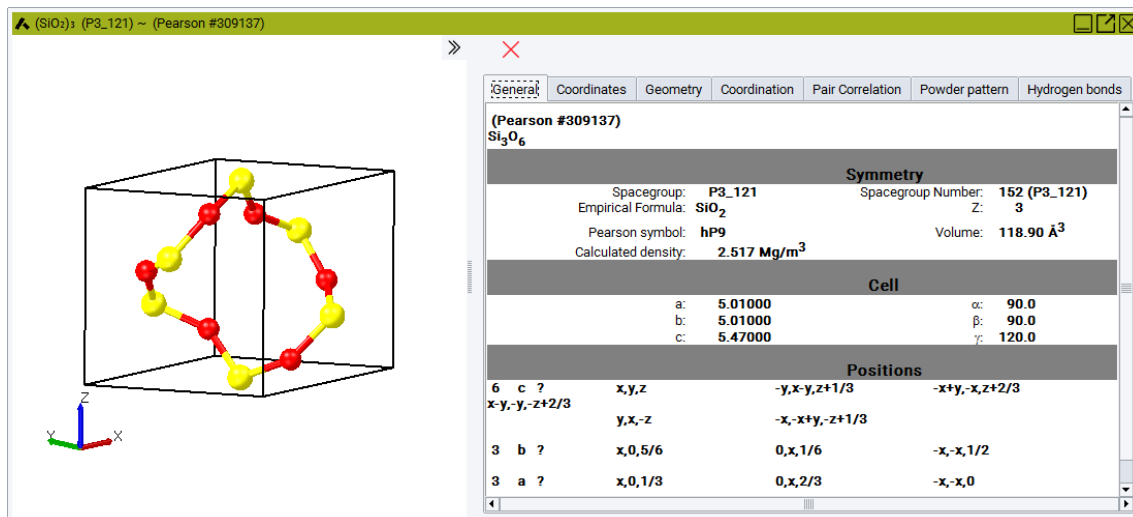 (SiO₂)₃ (P3_121) ~ (Pearson #309137)
General Coordinates Geometry Coordination Pair Correlation Powder pattern Hydrogen bonds
(Pearson #309137)
Si₃O₆
Symmetry
Spacegroup: P3_121 Spacegroup Number: 152 (P3_121)
Empirical Formula: SiO₂ Z: 3
Pearson symbol: hP9 Volume: 118.90 Å³
Calculated density: 2.517 Mg/m³
Cell
a: 5.01000 α: 90.0
b: 5.01000 β: 90.0
c: 5.47000 γ: 120.0
Positions
6 c ? x,y,z -y,x-y,z+1/3 -x+y,-x,z+2/3
x-y,-y,-z+2/3
y,x,-z -x,-x+y,-z+1/3
3 b ? x,0,5/6 0,x,1/6 -x,-x,1/2
3 a ? x,0,1/3 0,x,2/3 -x,-x,0
Z
Y X